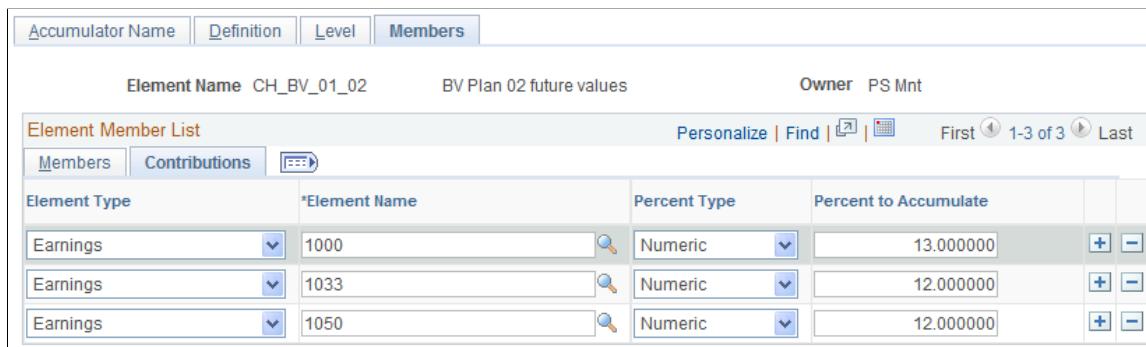 Accumulator Name Definition Level Members
Element Name CH_BV_01_02 BV Plan 02 future values Owner PS Mnt
Element Member List Personalize | Find | | First 1-3 of 3 Last
Members Contributions
Element Type *Element Name Percent Type Percent to Accumulate
Earnings 1000 Numeric 13.000000
Earnings 1033 Numeric 12.000000
Earnings 1050 Numeric 12.000000